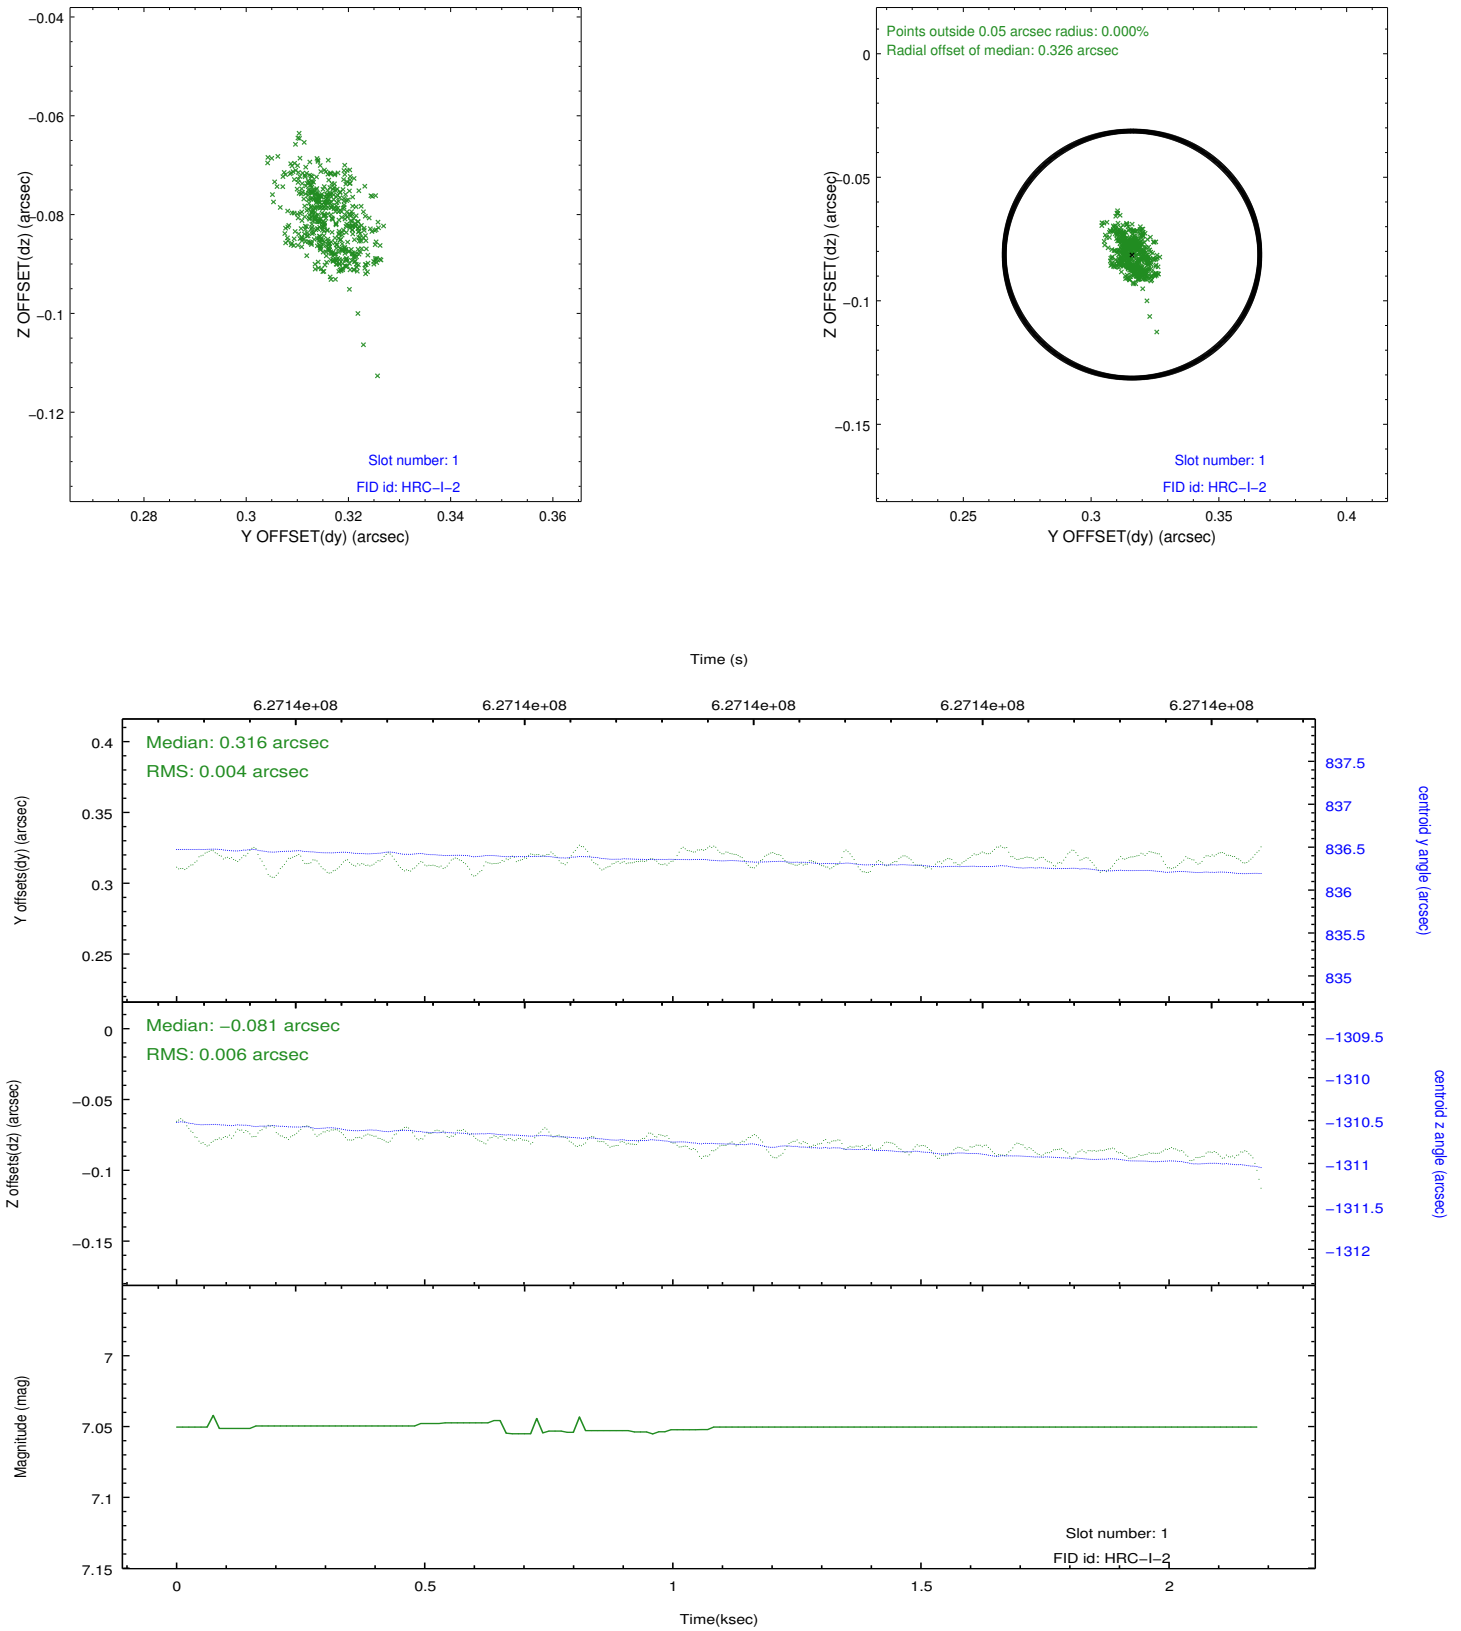 −0.04
−0.06
−0.08
−0.1
−0.12
Z OFFSET(dz) (arcsec)
Slot number: 1
FID id: HRC−I−2
0.28 0.3 0.32 0.34 0.36
Y OFFSET(dy) (arcsec)
Points outside 0.05 arcsec radius: 0.000%
Radial offset of median: 0.326 arcsec
0
−0.05
−0.1
−0.15
Z OFFSET(dz) (arcsec)
Slot number: 1
FID id: HRC−I−2
0.25 0.3 0.35 0.4
Y OFFSET(dy) (arcsec)
Time (s)
6.2714e+08 6.2714e+08 6.2714e+08 6.2714e+08 6.2714e+08
Median: 0.316 arcsec
RMS: 0.004 arcsec
0.4
0.35
0.3
0.25
Y offsets(dy) (arcsec)
837.5
837
836.5
836
835.5
835
centroid y angle (arcsec)
Median: −0.081 arcsec
RMS: 0.006 arcsec
0
−0.05
−0.1
−0.15
Z offsets(dz) (arcsec)
−1309.5
−1310
−1310.5
−1311
−1311.5
−1312
centroid z angle (arcsec)
7
7.05
7.1
7.15
Magnitude (mag)
Slot number: 1
FID id: HRC−I−2
0 0.5 1 1.5 2
Time(ksec)